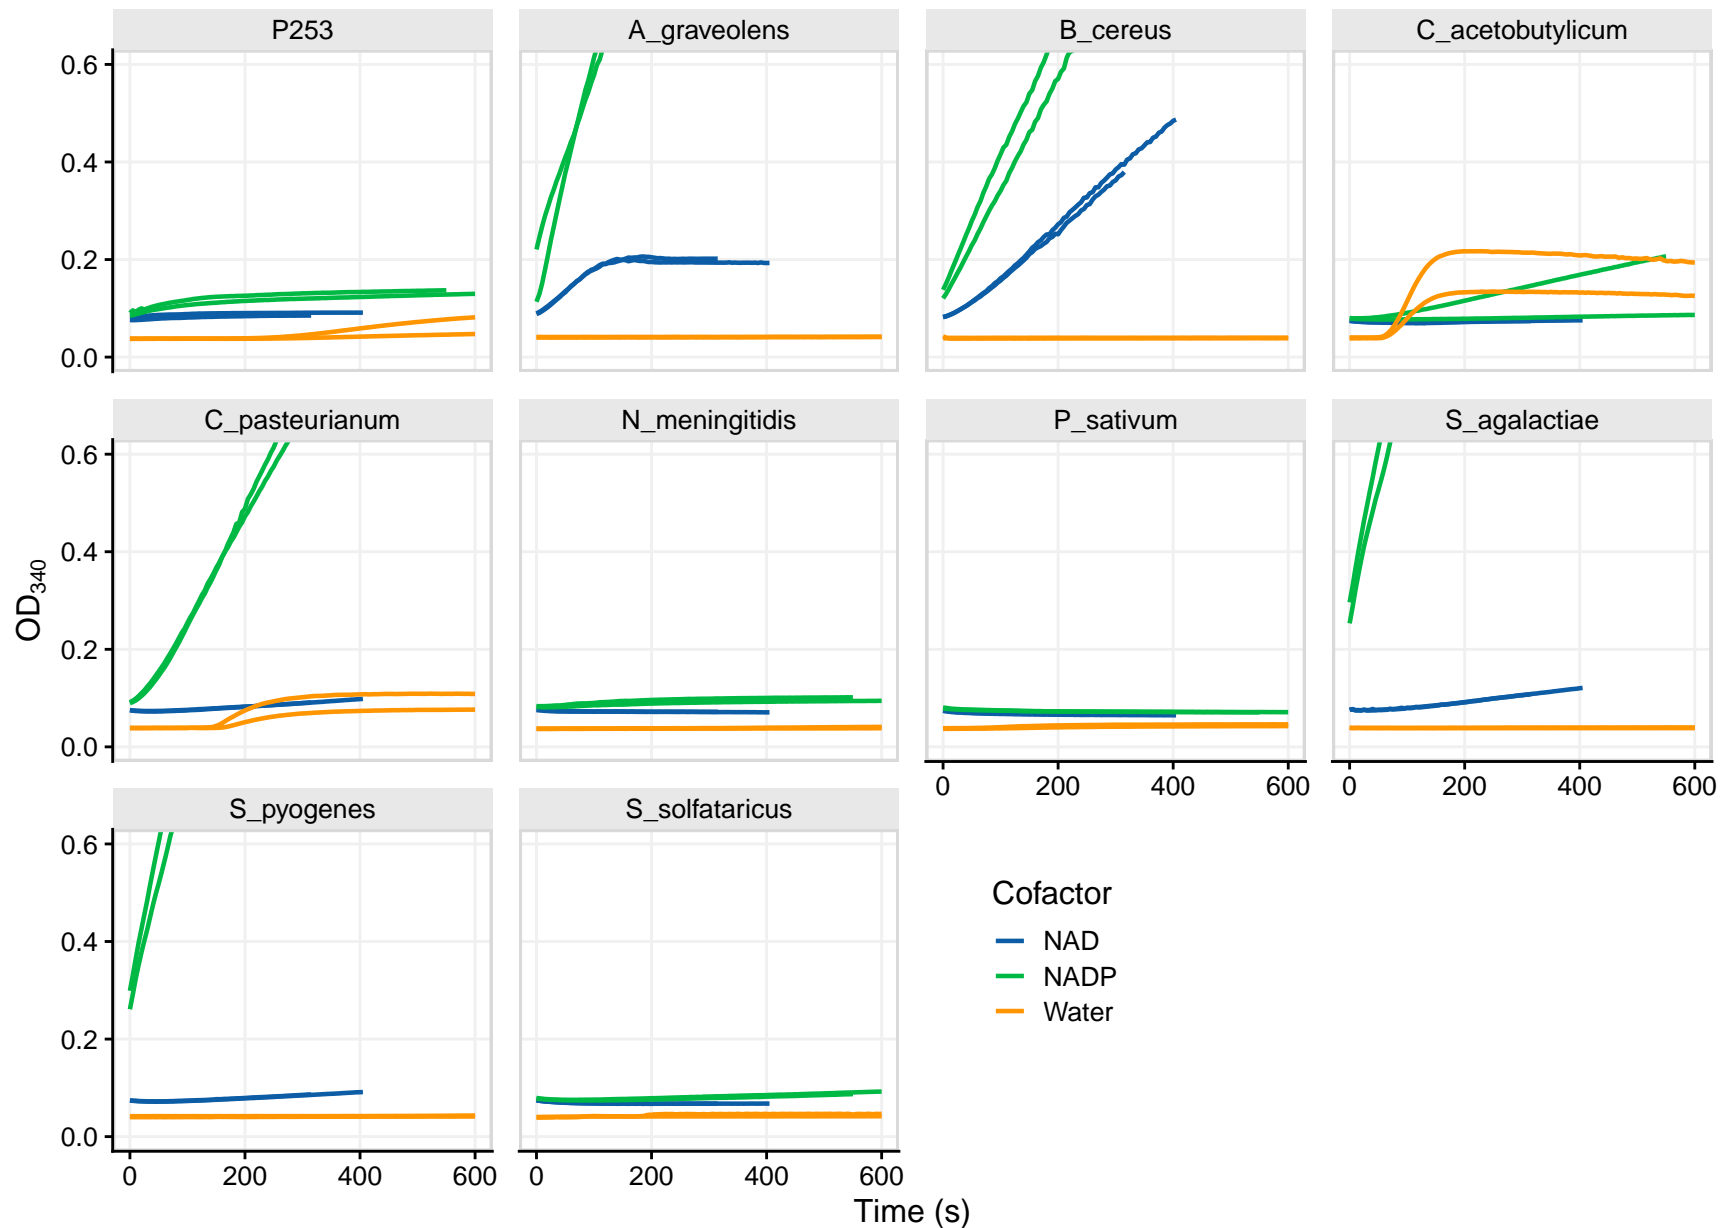 P253 A_graveolens B_cereus C_acetobutylicum
0.6
0.4
0.2
0.0
C_pasteurianum N_meningitidis P_sativum S_agalactiae
0.6
0.4
0.2
0.0
0 200 400 600 0 200 400 600
S_pyogenes S_solfataricus
0.6
0.4
0.2
0.0
0 200 400 600 0 200 400 600
OD340
Time (s)
Cofactor
NAD
NADP
Water